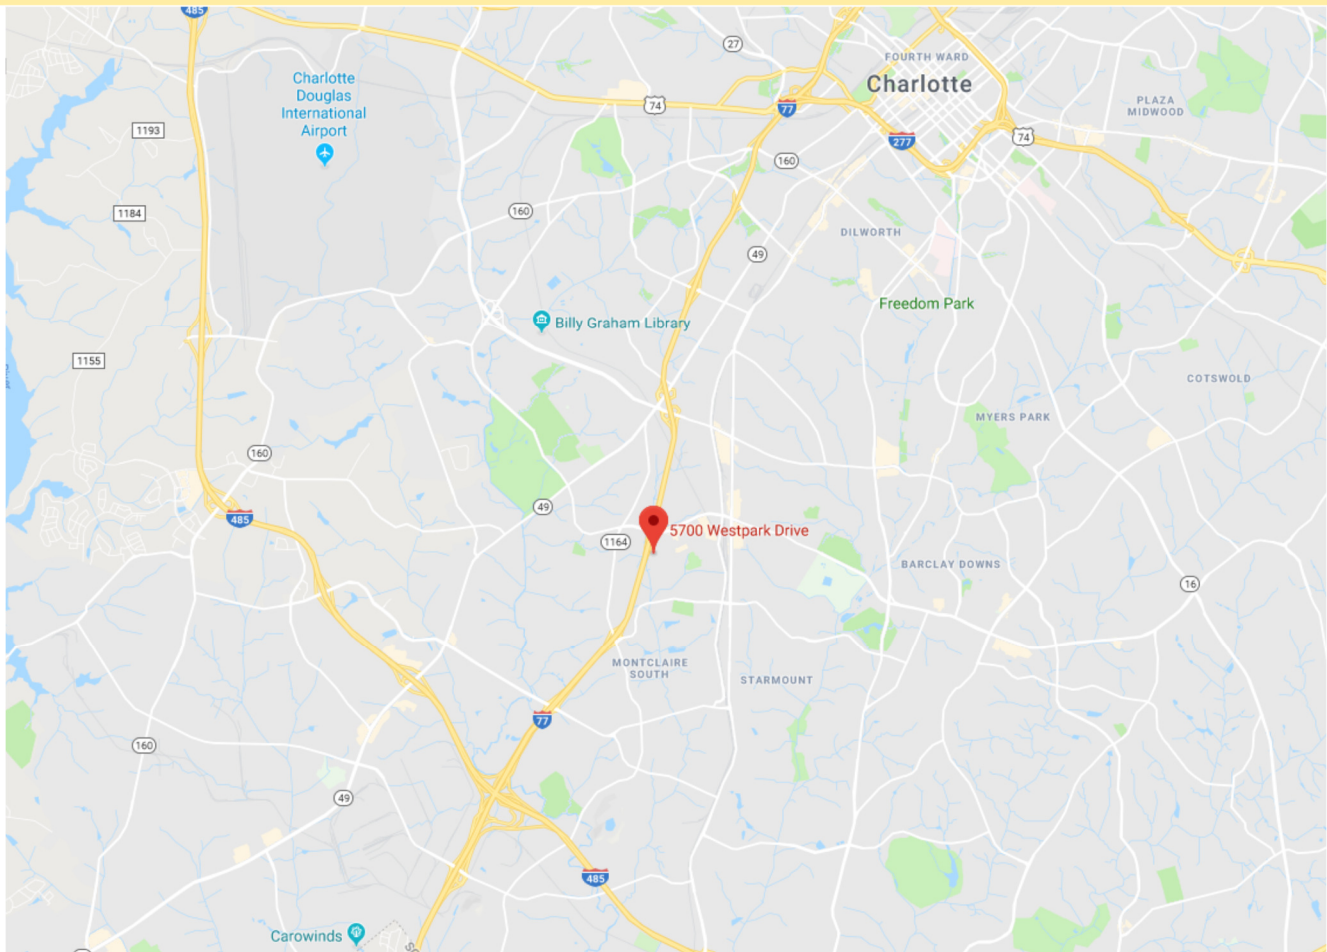 485
27
FOURTH WARD
Charlotte
Charlotte
Douglas
International
Airport
74
77
PLAZA
MIDWOOD
1193
277
74
160
1184
160
DILWORTH
49
Freedom Park
Billy Graham Library
1155
COTSWOLD
MYERS PARK
160
49
485
5700 Westpark Drive
1164
BARCLAY DOWNS
16
MONTCLAIRE
SOUTH
STARMOUNT
77
160
49
485
Carowinds